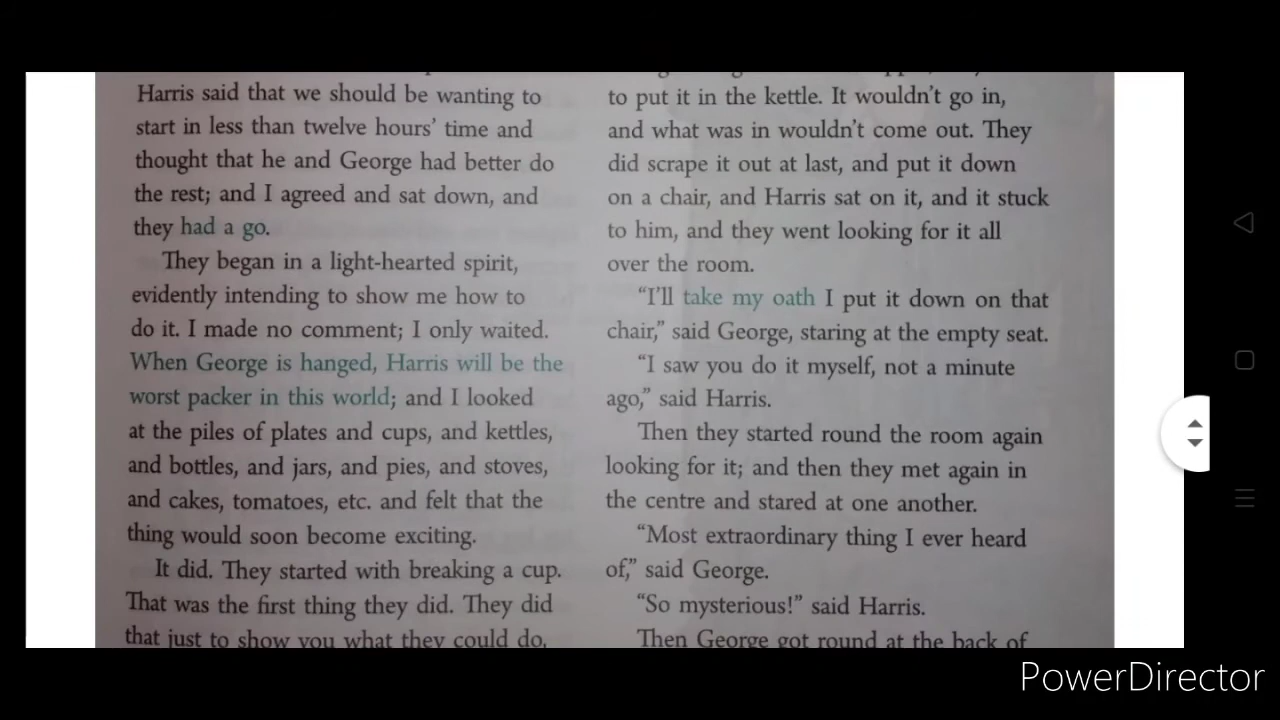 Harris said that we should be wanting to
start in less than twelve hours’ time and
thought that he and George had better do
the rest; and I agreed and sat down, and
they had a go.
They began in a light-hearted spirit,
evidently intending to show me how to
do it. I made no comment; I only waited.
When George is hanged, Harris will be the
worst packer in this world; and I looked
at the piles of plates and cups, and kettles,
and bottles, and jars, and pies, and stoves,
and cakes, tomatoes, etc. and felt that the
thing would soon become exciting.
It did. They started with breaking a cup.
That was the first thing they did. They did
that just to show you what they could do,
to put it in the kettle. It wouldn’t go in,
and what was in wouldn’t come out. They
did scrape it out at last, and put it down
on a chair, and Harris sat on it, and it stuck
to him, and they went looking for it all
over the room.
“I’ll take my oath I put it down on that
chair,” said George, staring at the empty seat.
“I saw you do it myself, not a minute
ago,” said Harris.
Then they started round the room again
looking for it; and then they met again in
the centre and stared at one another.
“Most extraordinary thing I ever heard
of,” said George.
“So mysterious!” said Harris.
Then George got round at the back of
PowerDirector